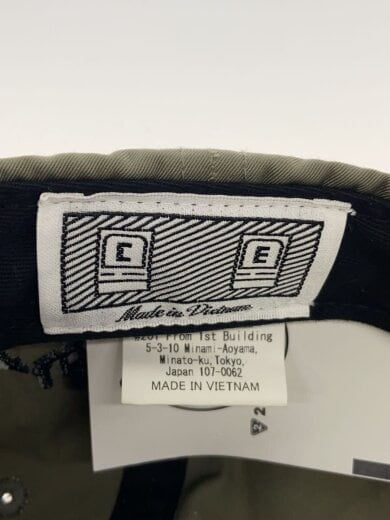 C E
Made in Vietnam
#201 From 1st Building
5-3-10 Minami-Aoyama,
Minato-ku,Tokyo,
Japan 107-0062
MADE IN VIETNAM